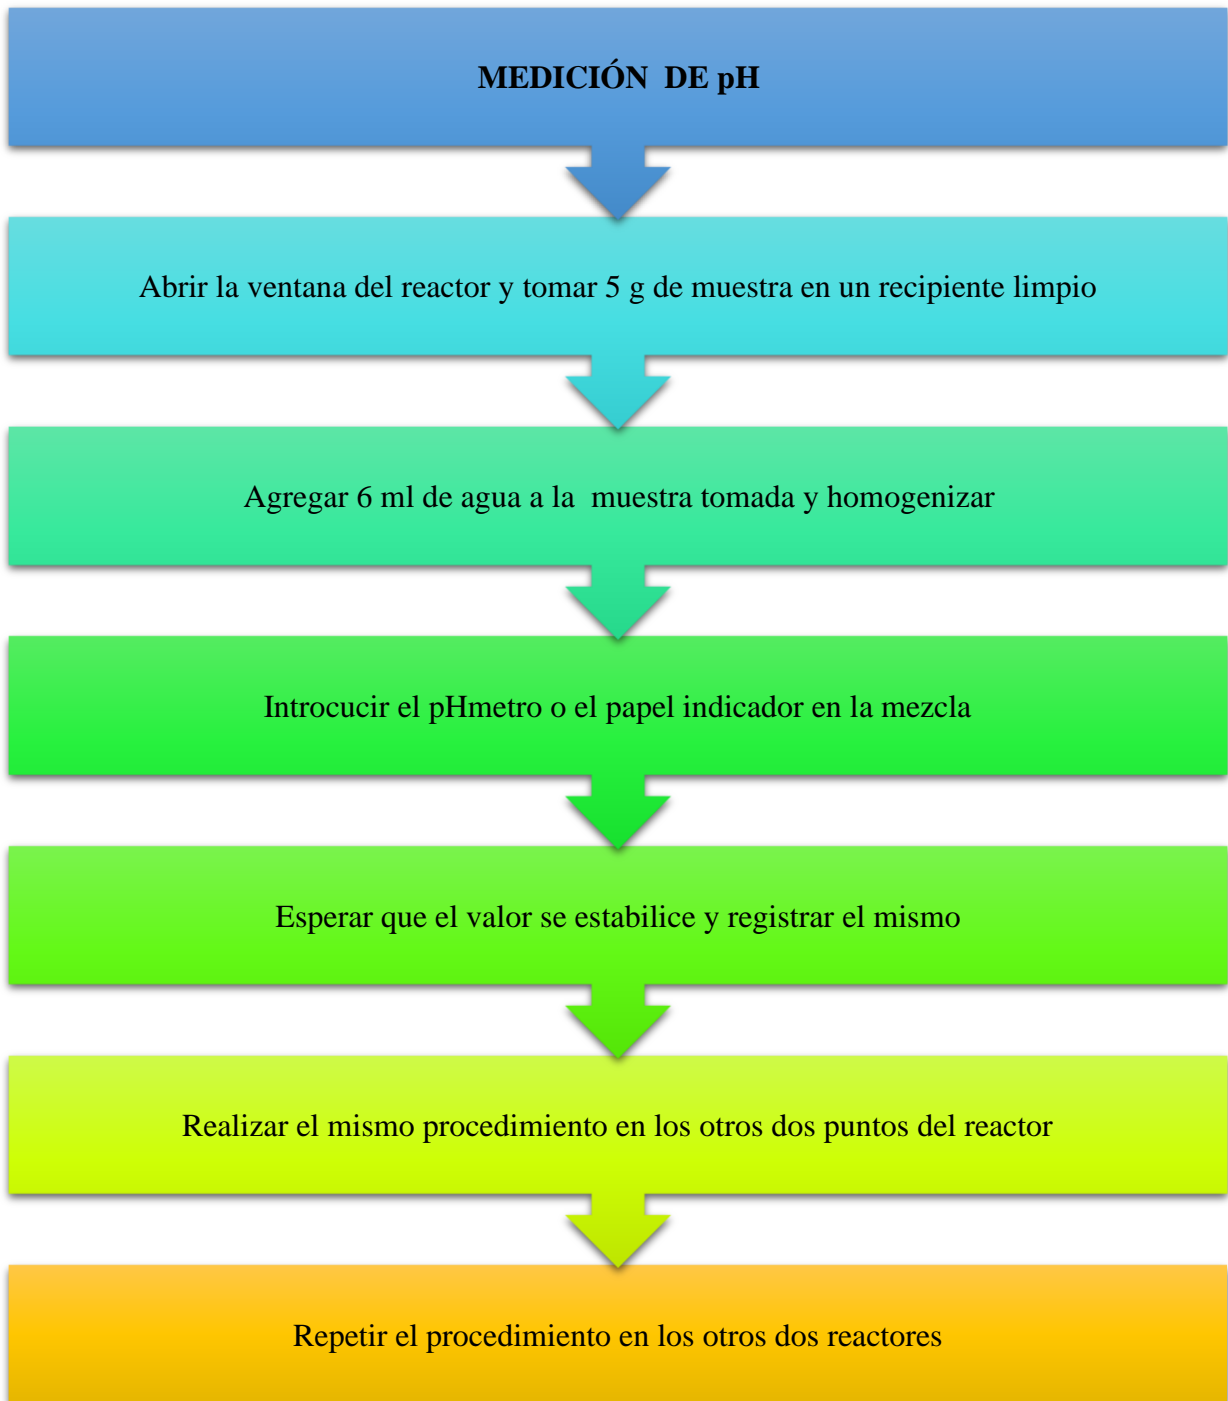 MEDICIÓN DE pH
Abrir la ventana del reactor y tomar 5 g de muestra en un recipiente limpio
Agregar 6 ml de agua a la muestra tomada y homogenizar
Introcucir el pHmetro o el papel indicador en la mezcla
Esperar que el valor se estabilice y registrar el mismo
Realizar el mismo procedimiento en los otros dos puntos del reactor
Repetir el procedimiento en los otros dos reactores